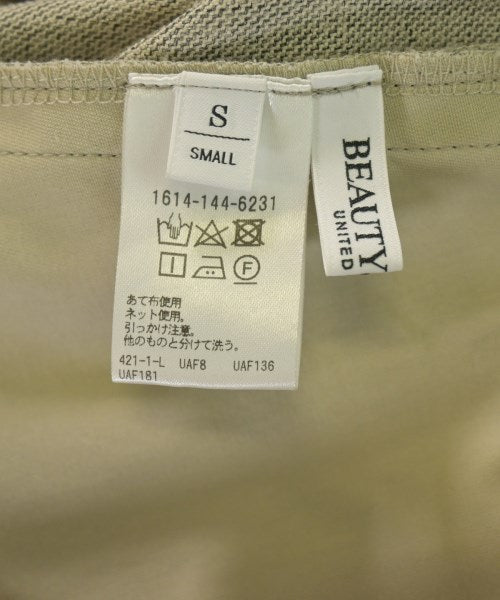 S
SMALL
BEAUTY
UNITED
1614-144-6231
F
あて布使用
ネット使用。
引っかけ注意。
他のものと分けて洗う。
421-1-L UAF8 UAF136
UAF181